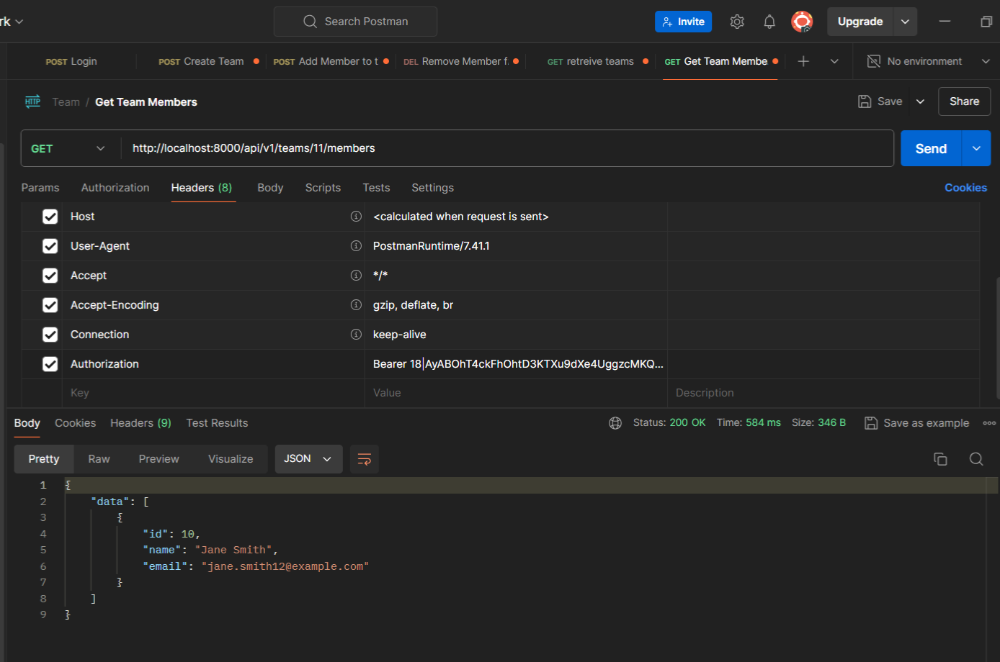 rk
Search Postman
Invite
Upgrade
POST Login
POST Create Team
POST Add Member to t
DEL Remove Member f
GET retreive teams
GET Get Team Membe
No environment
HTTP Team / Get Team Members
Save
Share
GET
http://localhost:8000/api/v1/teams/11/members
Send
Params Authorization Headers (8) Body Scripts Tests Settings
Cookies
Host <calculated when request is sent>
User-Agent PostmanRuntime/7.41.1
Accept */*
Accept-Encoding gzip, deflate, br
Connection keep-alive
Authorization Bearer 18|AyABOhT4ckFhOhtD3KTXu9dXe4UggzcMKQ...
Key Value Description
Body Cookies Headers (9) Test Results
Status: 200 OK Time: 584 ms Size: 346 B Save as example
Pretty Raw Preview Visualize JSON
1 {
2 "data": [
3 {
4 "id": 10,
5 "name": "Jane Smith",
6 "email": "jane.smith12@example.com"
7 }
8 ]
9 }